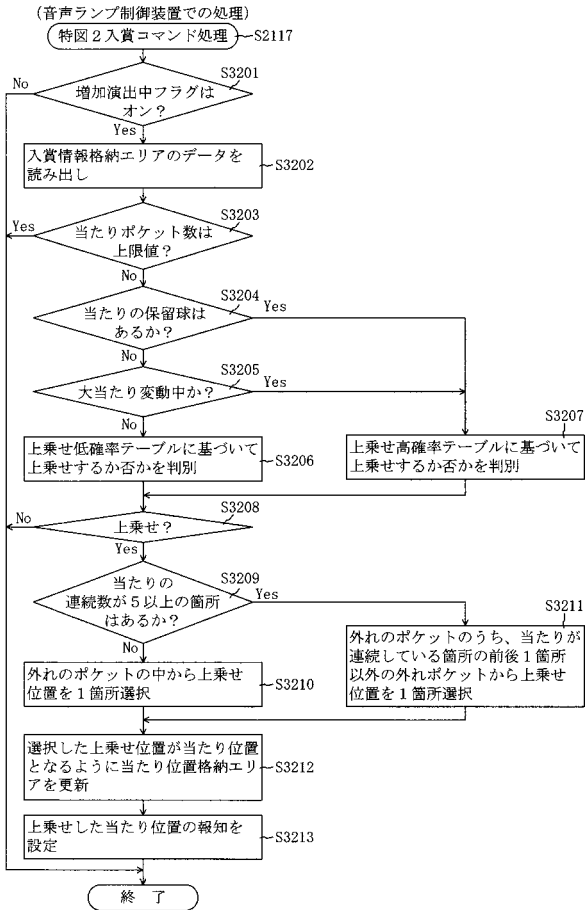 (音声ランプ制御装置での処理)
特図2入賞コマンド処理
S2117
S3201
No
増加演出中フラグは
オン?
Yes
入賞情報格納エリアのデータを
読み出し
S3202
S3203
Yes
当たりポケット数は
上限値?
No
S3204
Yes
当たりの保留球は
あるか?
No
S3205
Yes
大当たり変動中か?
No
S3207
上乗せ低確率テーブルに基づいて
上乗せするか否かを判別
S3206
上乗せ高確率テーブルに基づいて
上乗せするか否かを判別
S3208
No
上乗せ?
Yes
S3209
当たりの
連続数が5以上の箇所
はあるか?
Yes
S3211
No
外れのポケットの中から上乗せ
位置を1箇所選択
S3210
外れのポケットのうち、当たりが
連続している箇所の前後1箇所
以外の外れポケットから上乗せ
位置を1箇所選択
選択した上乗せ位置が当たり位置
となるように当たり位置格納エリ
アを更新
S3212
上乗せした当たり位置の報知を
設定
S3213
終 了